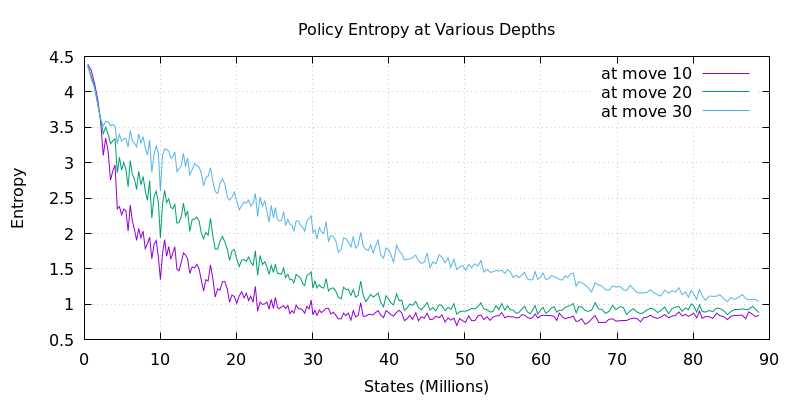 Policy Entropy at Various Depths
4.5
4
3.5
3
2.5
2
1.5
1
0.5
Entropy
at move 10
at move 20
at move 30
0 10 20 30 40 50 60 70 80 90
States (Millions)